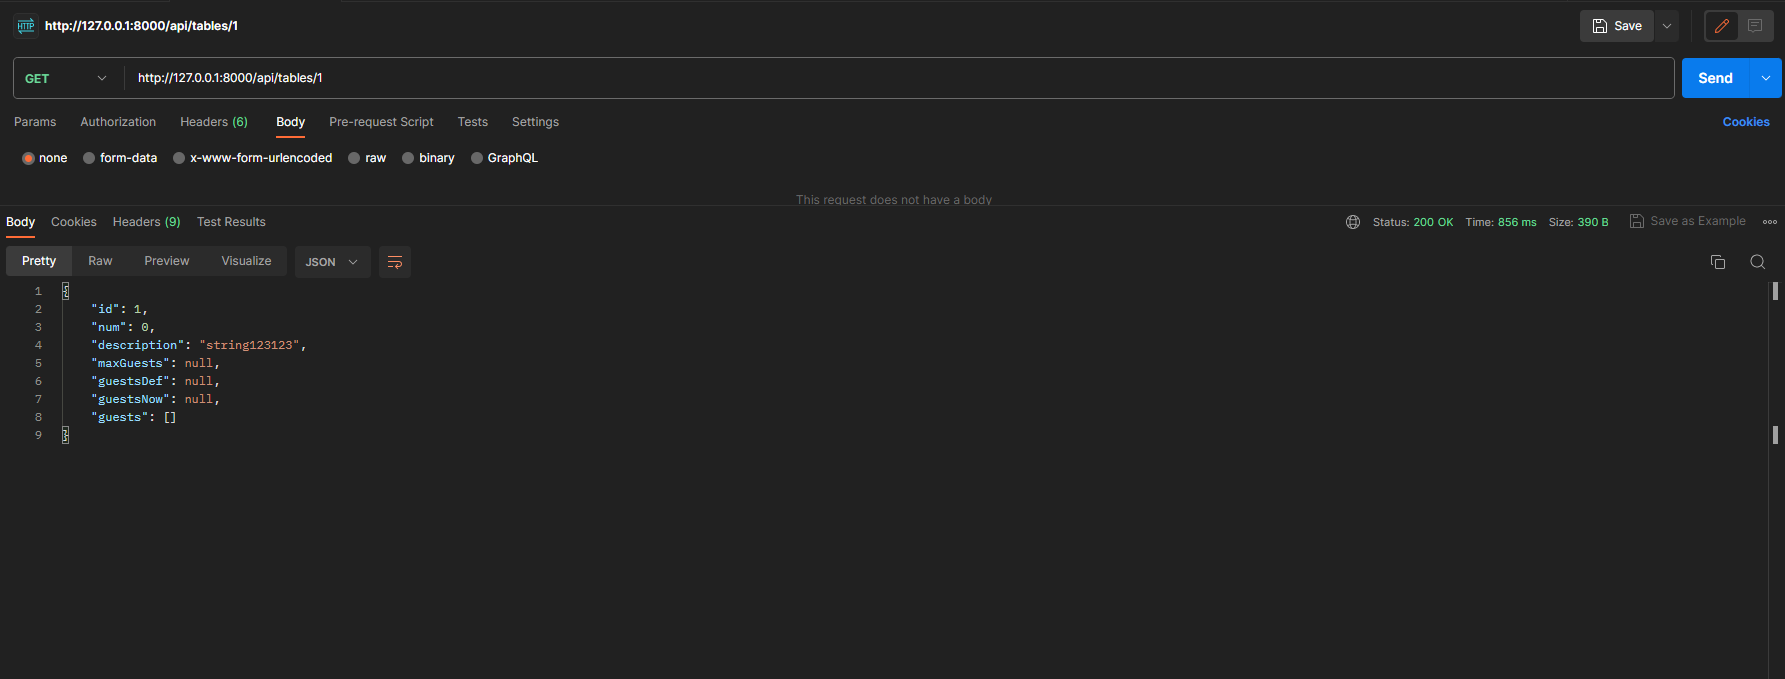 HTTP http://127.0.0.1:8000/api/tables/1 Save
GET http://127.0.0.1:8000/api/tables/1 Send
Params Authorization Headers (6) Body Pre-request Script Tests Settings Cookies
none form-data x-www-form-urlencoded raw binary GraphQL
This request does not have a body
Body Cookies Headers (9) Test Results Status: 200 OK Time: 856 ms Size: 390 B Save as Example
Pretty Raw Preview Visualize JSON
1 {
2 "id": 1,
3 "num": 0,
4 "description": "string123123",
5 "maxGuests": null,
6 "guestsDef": null,
7 "guestsNow": null,
8 "guests": []
9 }